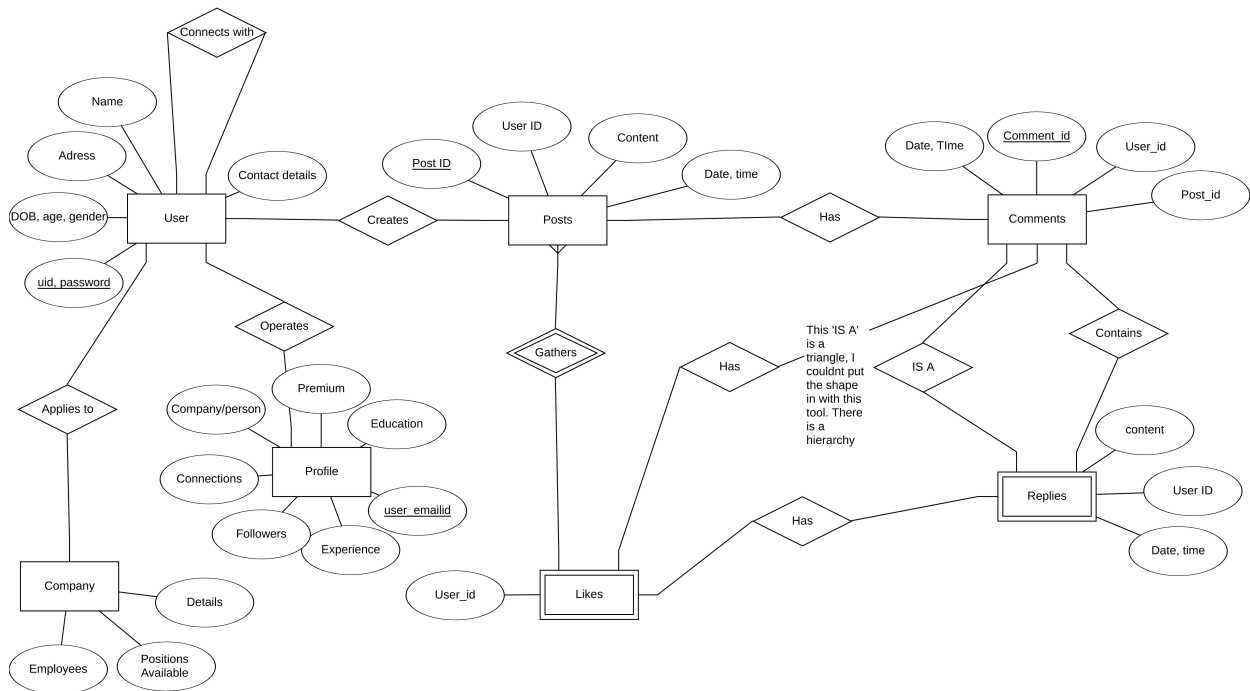 Connects with
Name
Adress
DOB, age, gender
uid, password
Contact details
User
Creates
Post ID
User ID
Content
Date, time
Posts
Has
Date, TIme
Comment_id
User_id
Post_id
Comments
Operates
Applies to
Gathers
Has
This 'IS A'
is a
triangle, I
couldnt put
the shape
in with this
tool. There
is a
hierarchy
IS A
Contains
Premium
Company/person
Education
Connections
Profile
user_emailid
Followers
Experience
content
Replies
User ID
Date, time
Has
Company
Details
Employees
Positions
Available
User_id
Likes